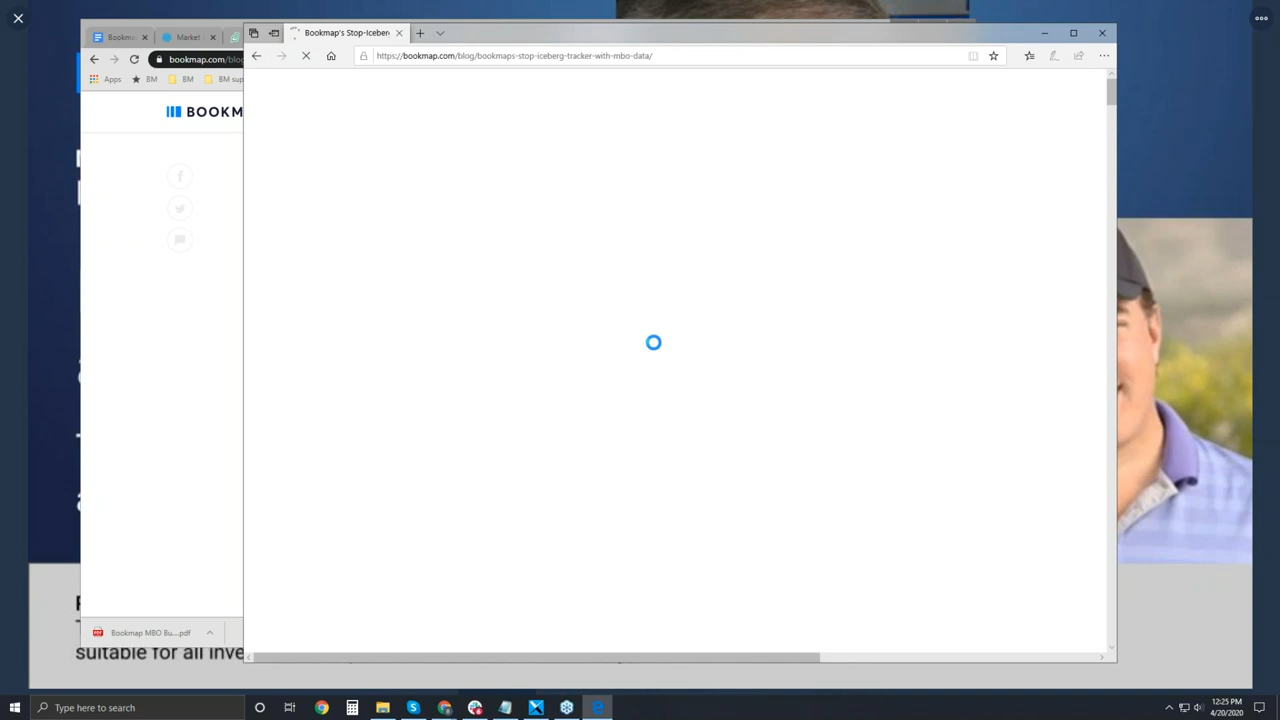 Bookma
Market
Bookmap's Stop-Iceberg
bookmap.com/blog
https://bookmap.com/blog/bookmaps-stop-iceberg-tracker-with-mbo-data/
Apps
BM
BM
BM sup
BOOKM
Bookmap MBO Bu....pdf
suitable for all inve
Type here to search
12:25 PM
4/20/2020